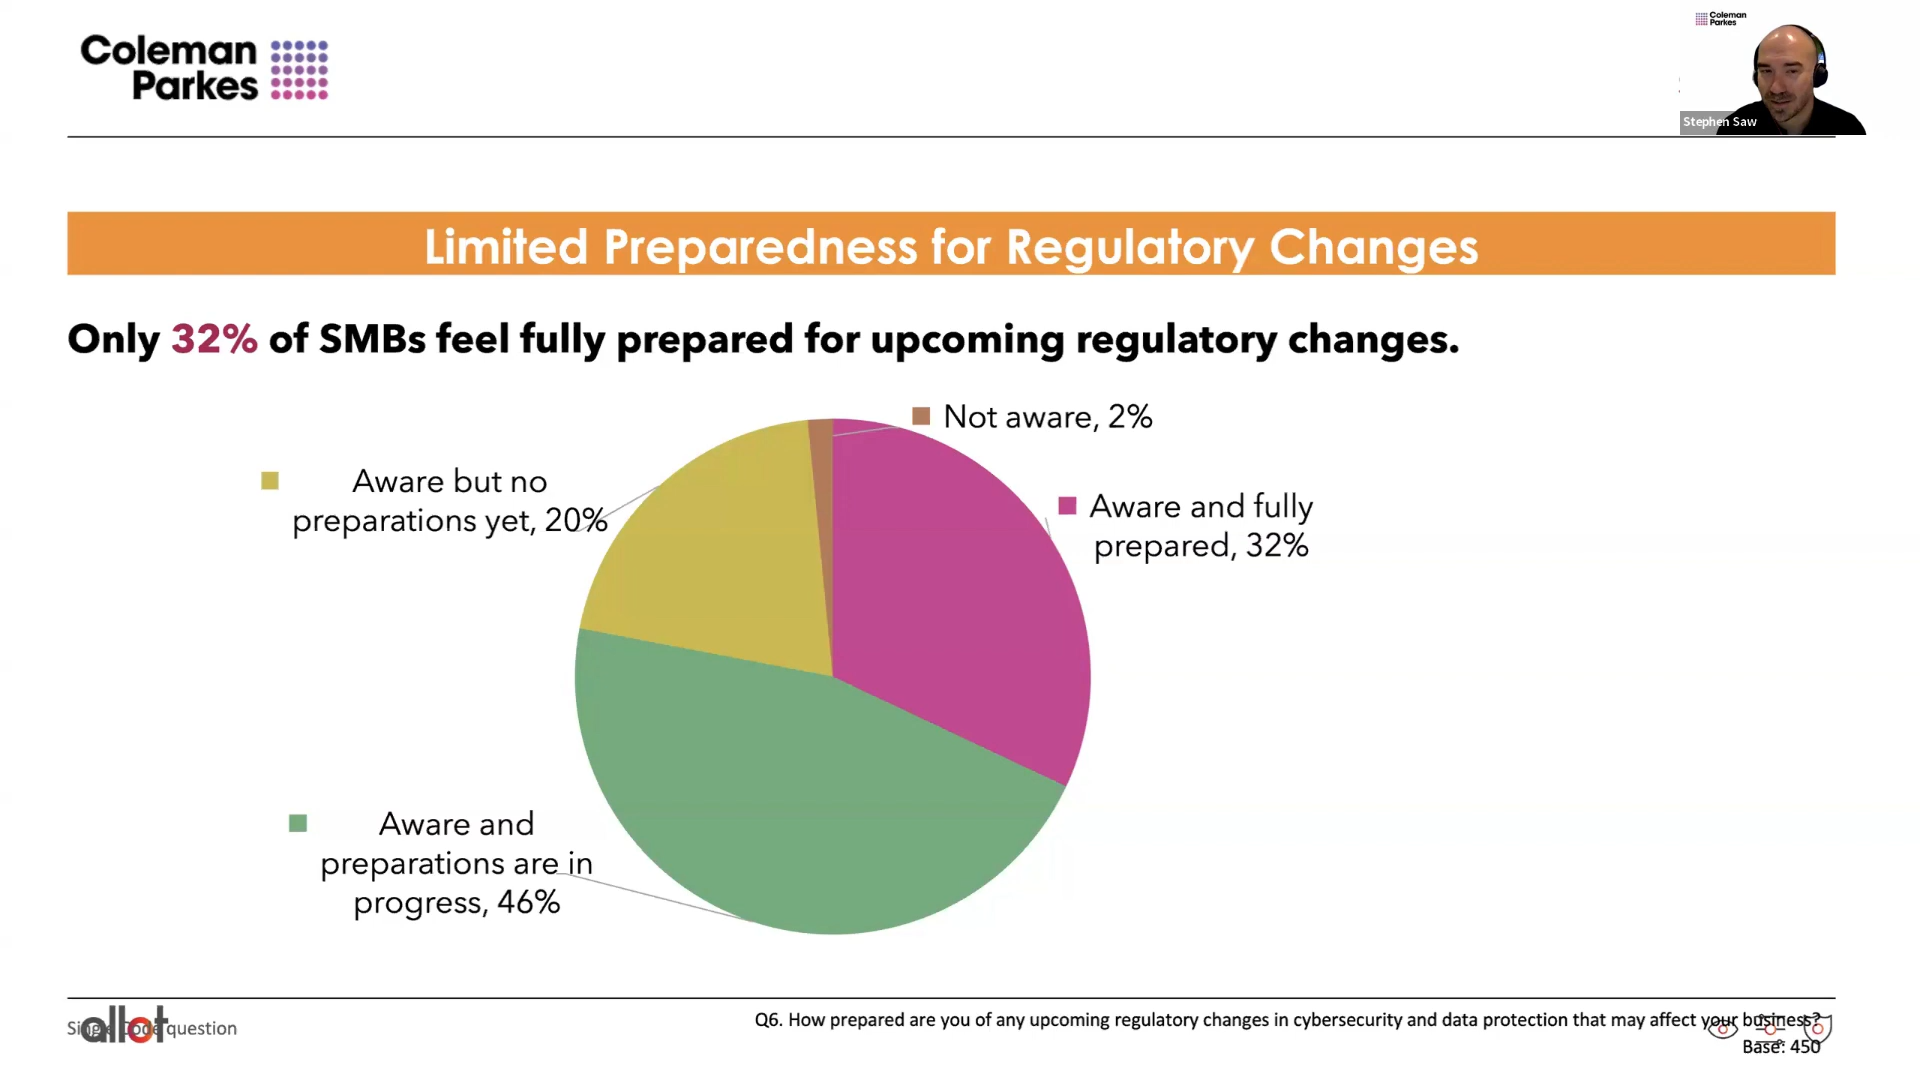 Coleman
Parkes
Coleman
Parkes
Stephen Saw
Limited Preparedness for Regulatory Changes
Only 32% of SMBs feel fully prepared for upcoming regulatory changes.
Not aware, 2%
Aware but no
preparations yet, 20%
Aware and fully
prepared, 32%
Aware and
preparations are in
progress, 46%
allot
Single Code question
Q6. How prepared are you of any upcoming regulatory changes in cybersecurity and data protection that may affect your business?
Base: 450